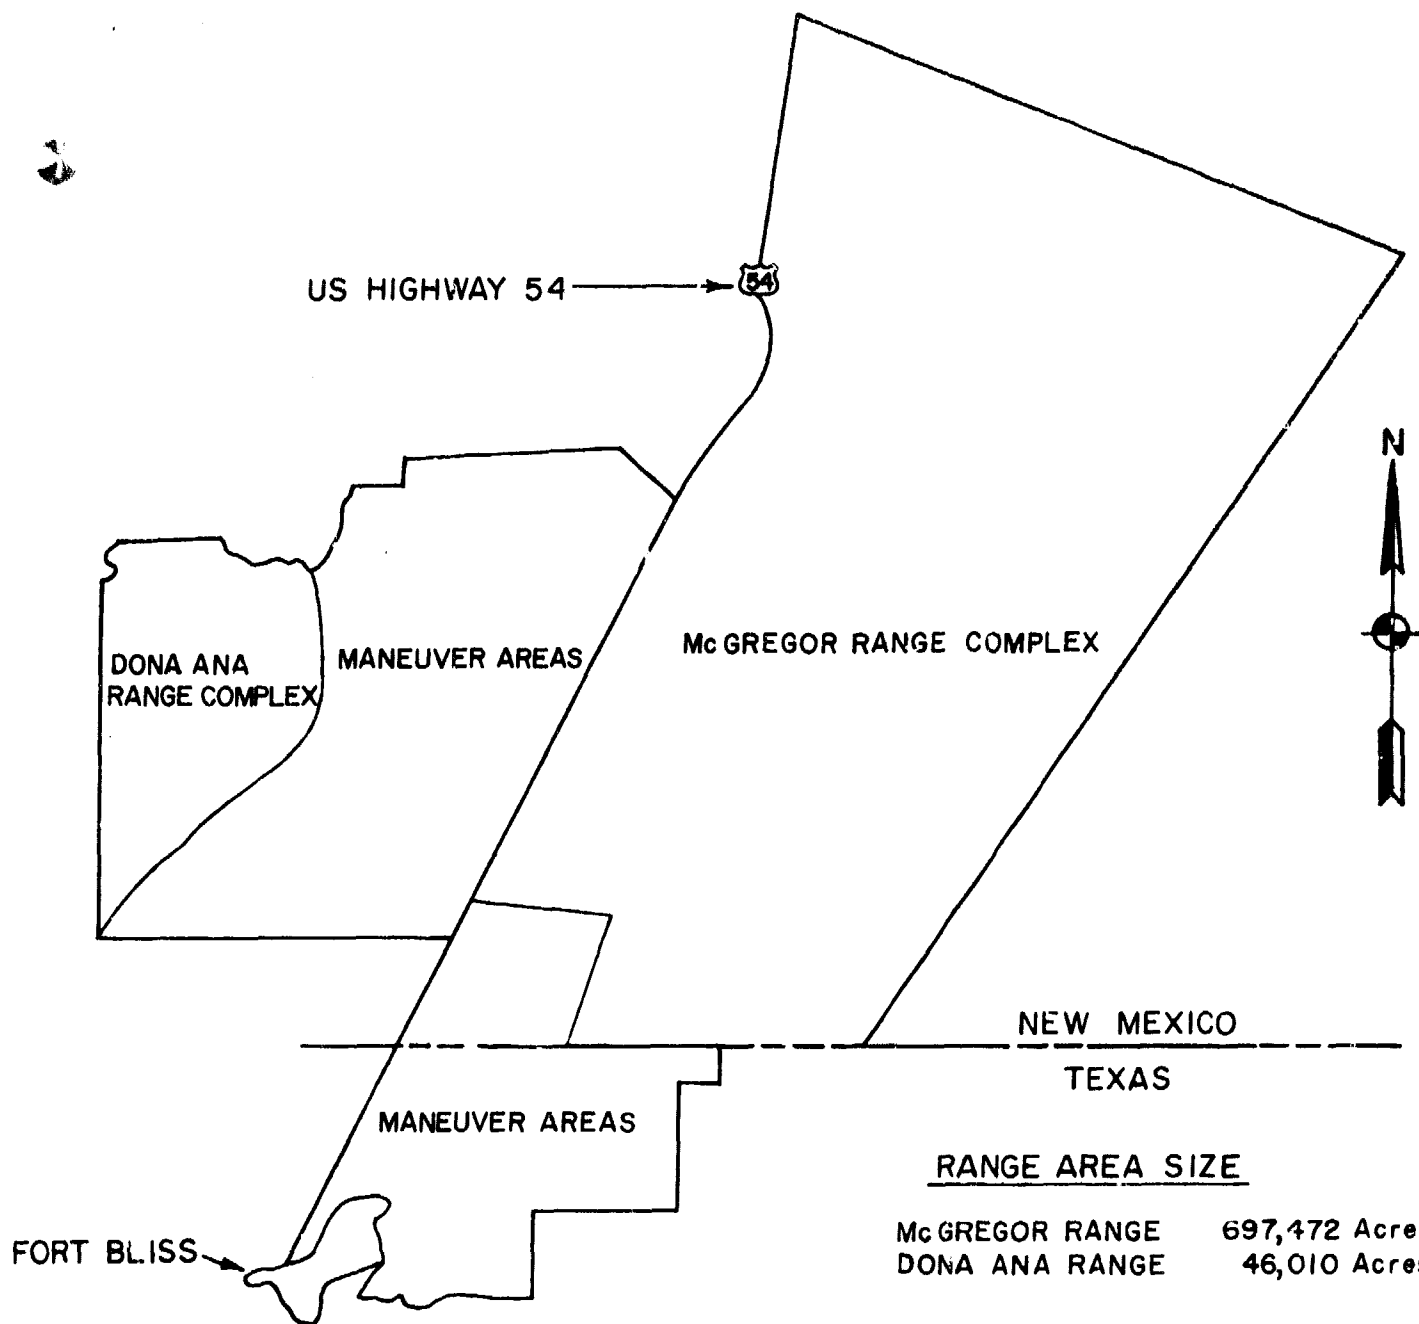 US HIGHWAY 54
54
N
DONA ANA
RANGE COMPLEX
MANEUVER AREAS
Mc GREGOR RANGE COMPLEX
NEW MEXICO
TEXAS
MANEUVER AREAS
RANGE AREA SIZE
Mc GREGOR RANGE 697,472 Acre
DONA ANA RANGE 46,010 Acres
FORT BLISS